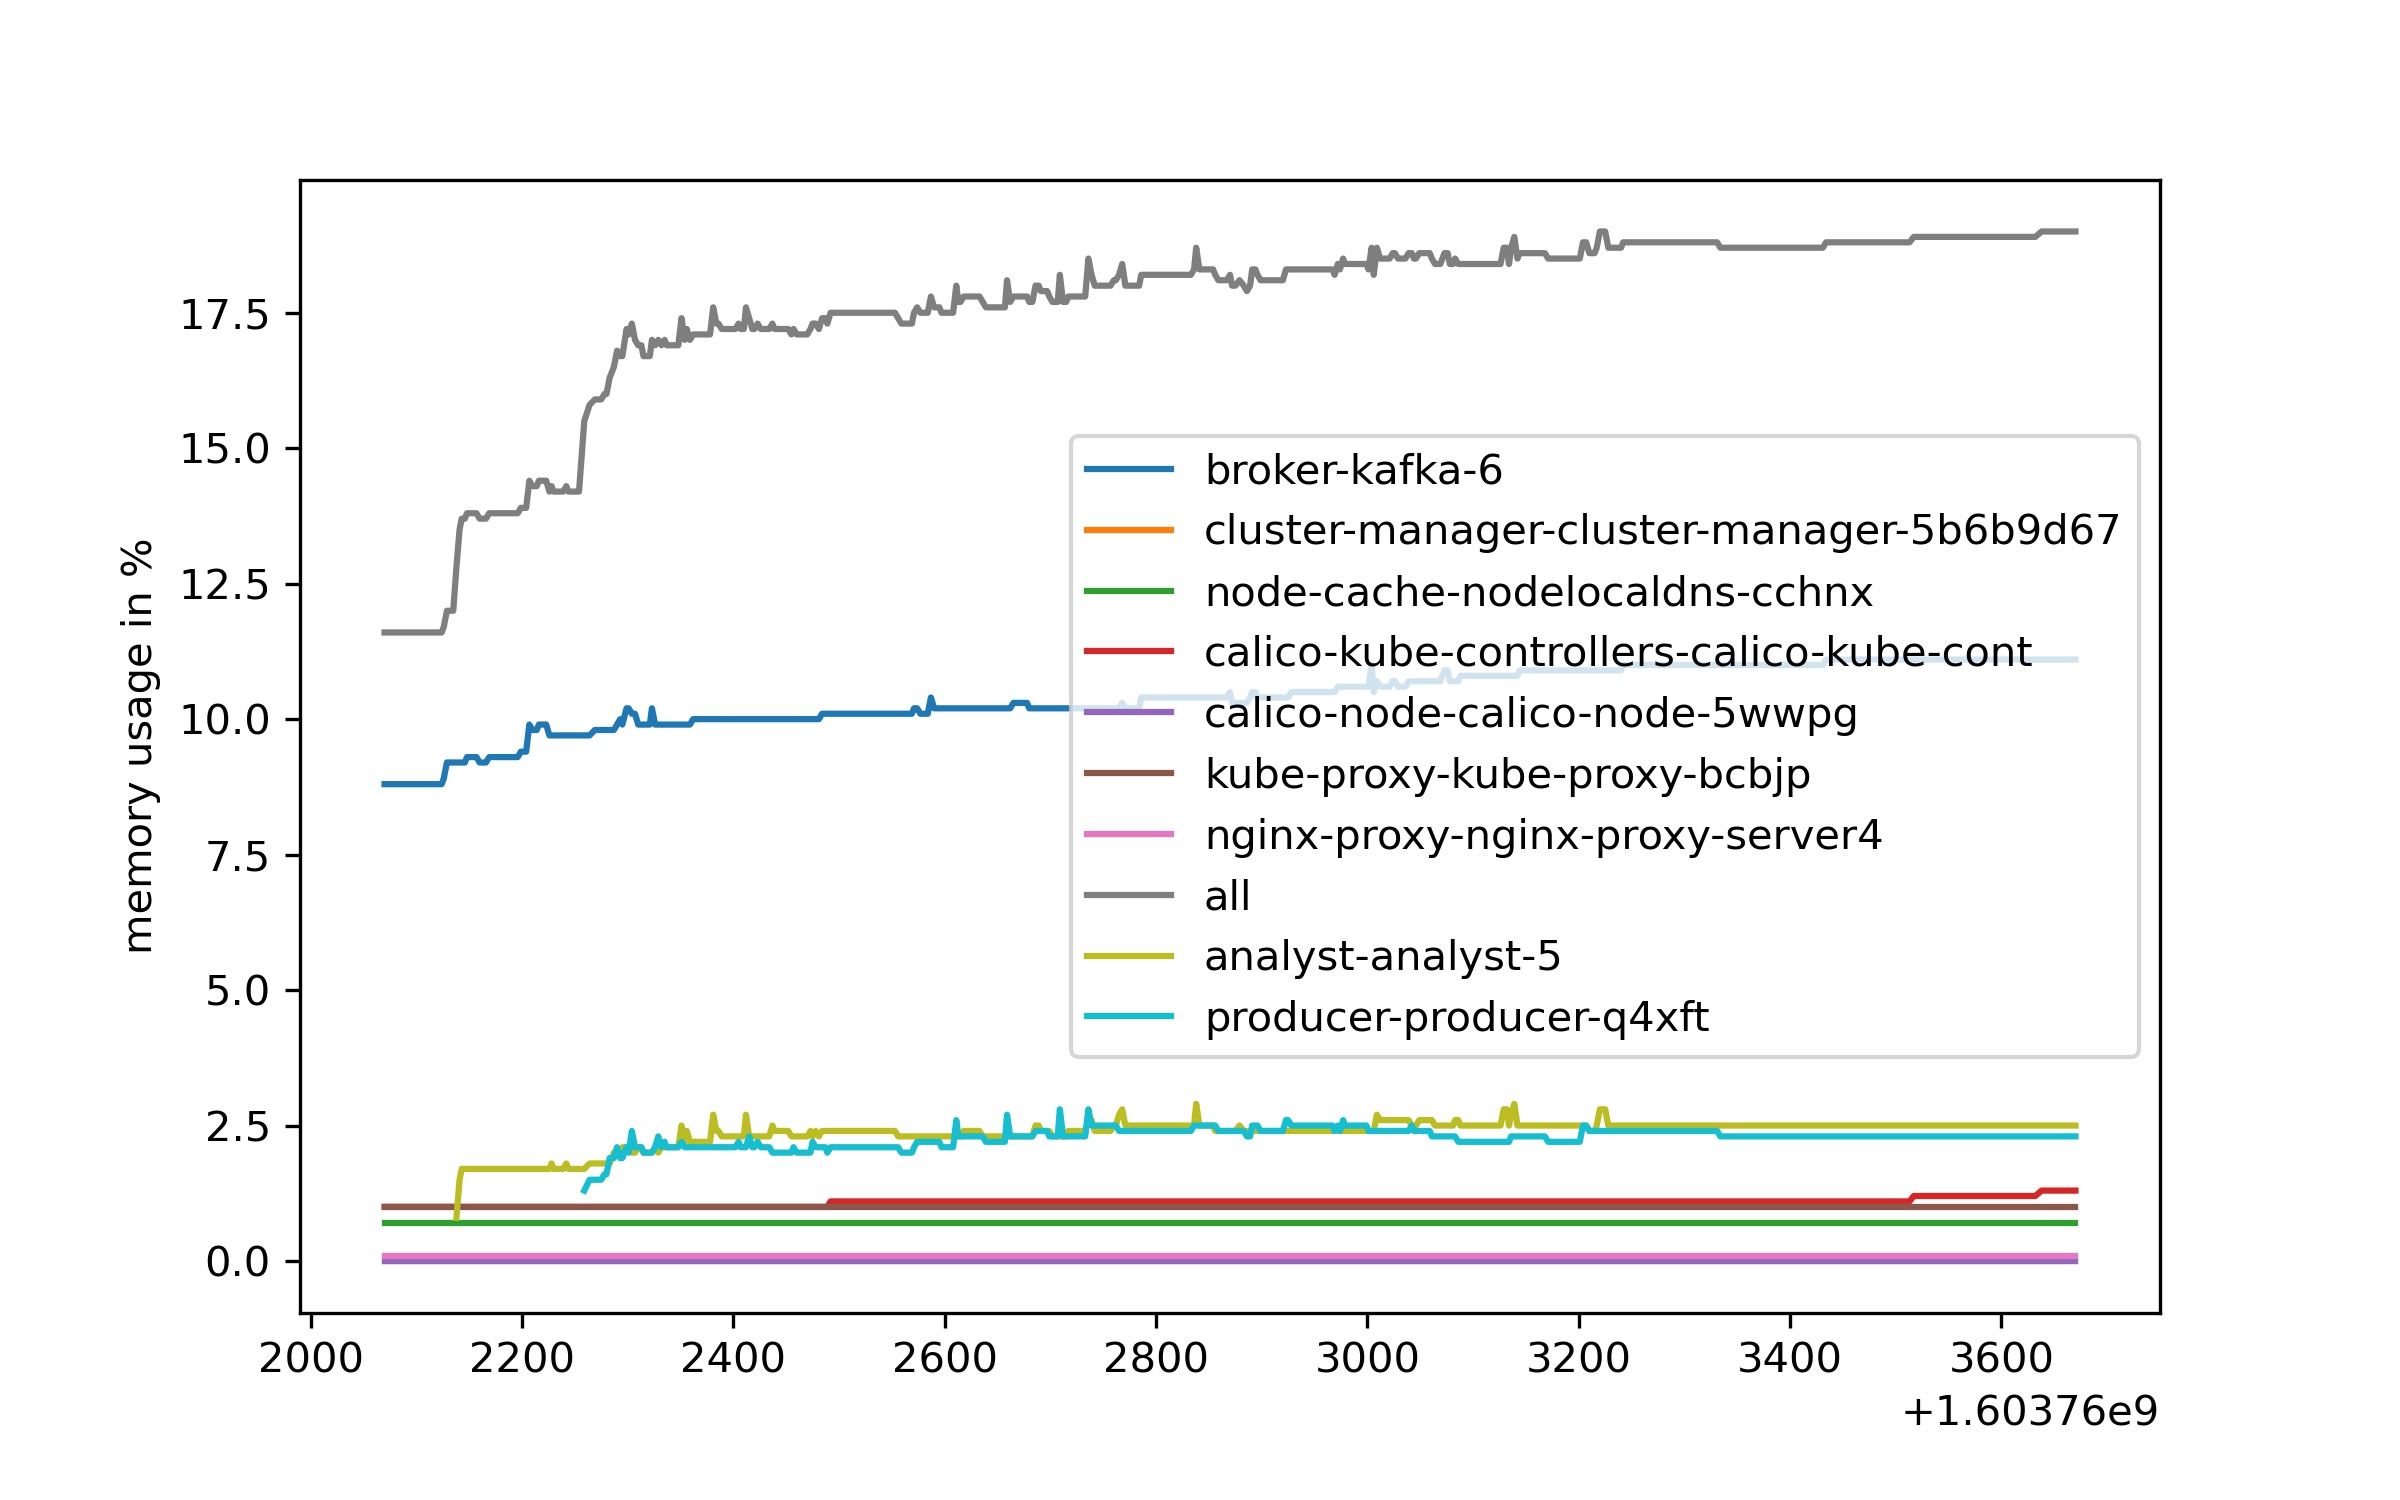 memory usage in %
17.5
15.0
12.5
10.0
7.5
5.0
2.5
0.0
broker-kafka-6
cluster-manager-cluster-manager-5b6b9d67
node-cache-nodelocaldns-cchnx
calico-kube-controllers-calico-kube-cont
calico-node-calico-node-5wwpg
kube-proxy-kube-proxy-bcbjp
nginx-proxy-nginx-proxy-server4
all
analyst-analyst-5
producer-producer-q4xft
2000 2200 2400 2600 2800 3000 3200 3400 3600
+1.60376e9